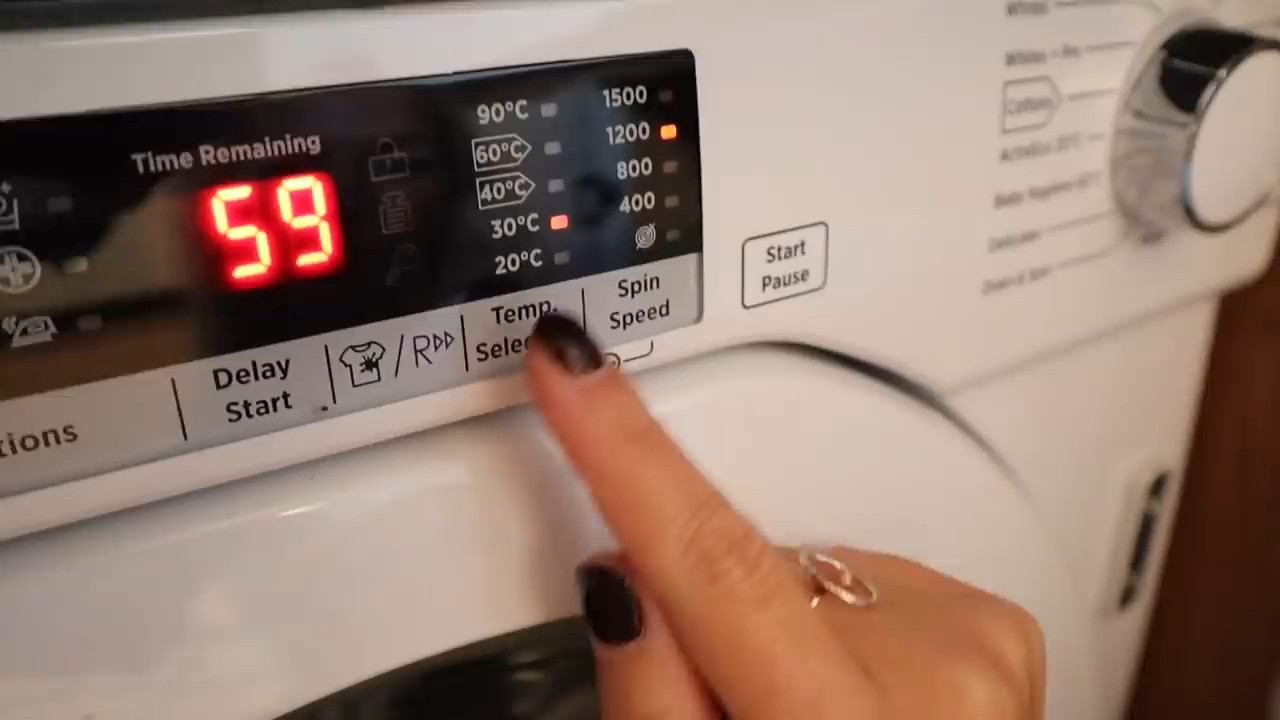 Time Remaining
59
90°C
60°C
40°C
30°C
20°C
1500
1200
800
400
tions
Delay
Start
/ R
Temp.
Selec
Spin
Speed
Start
Pause
Cottons